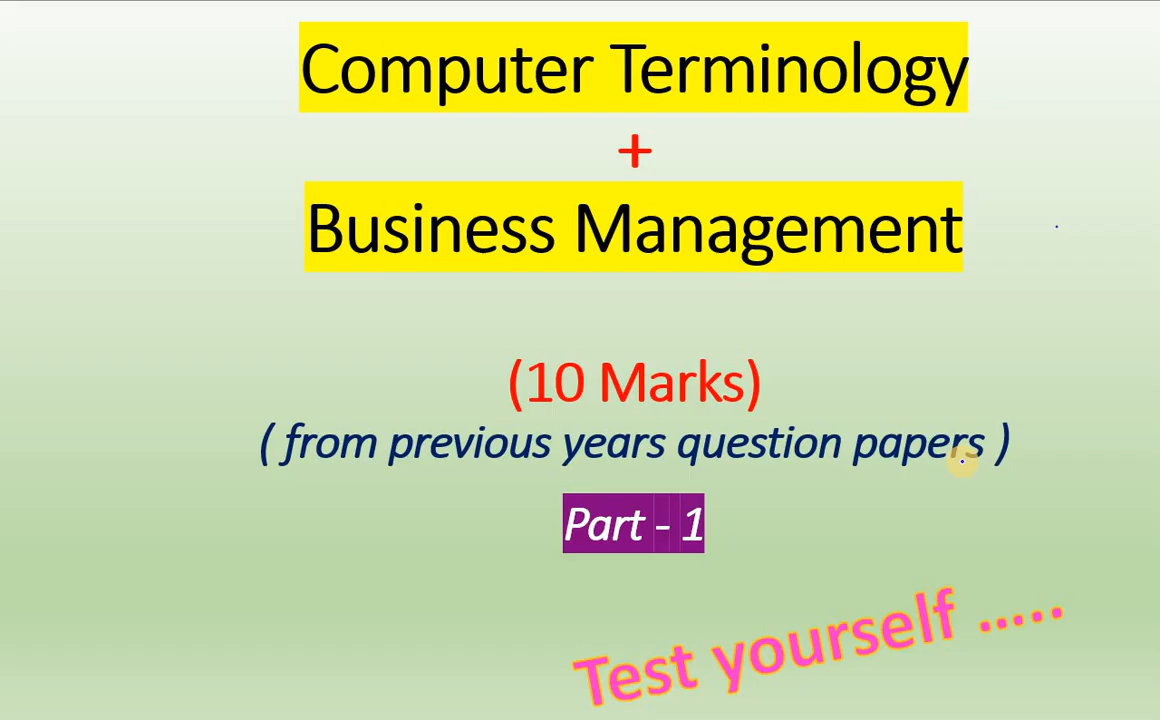 Computer Terminology
+
Business Management
(10 Marks)
( from previous years question papers )
Part - 1
Test yourself .....